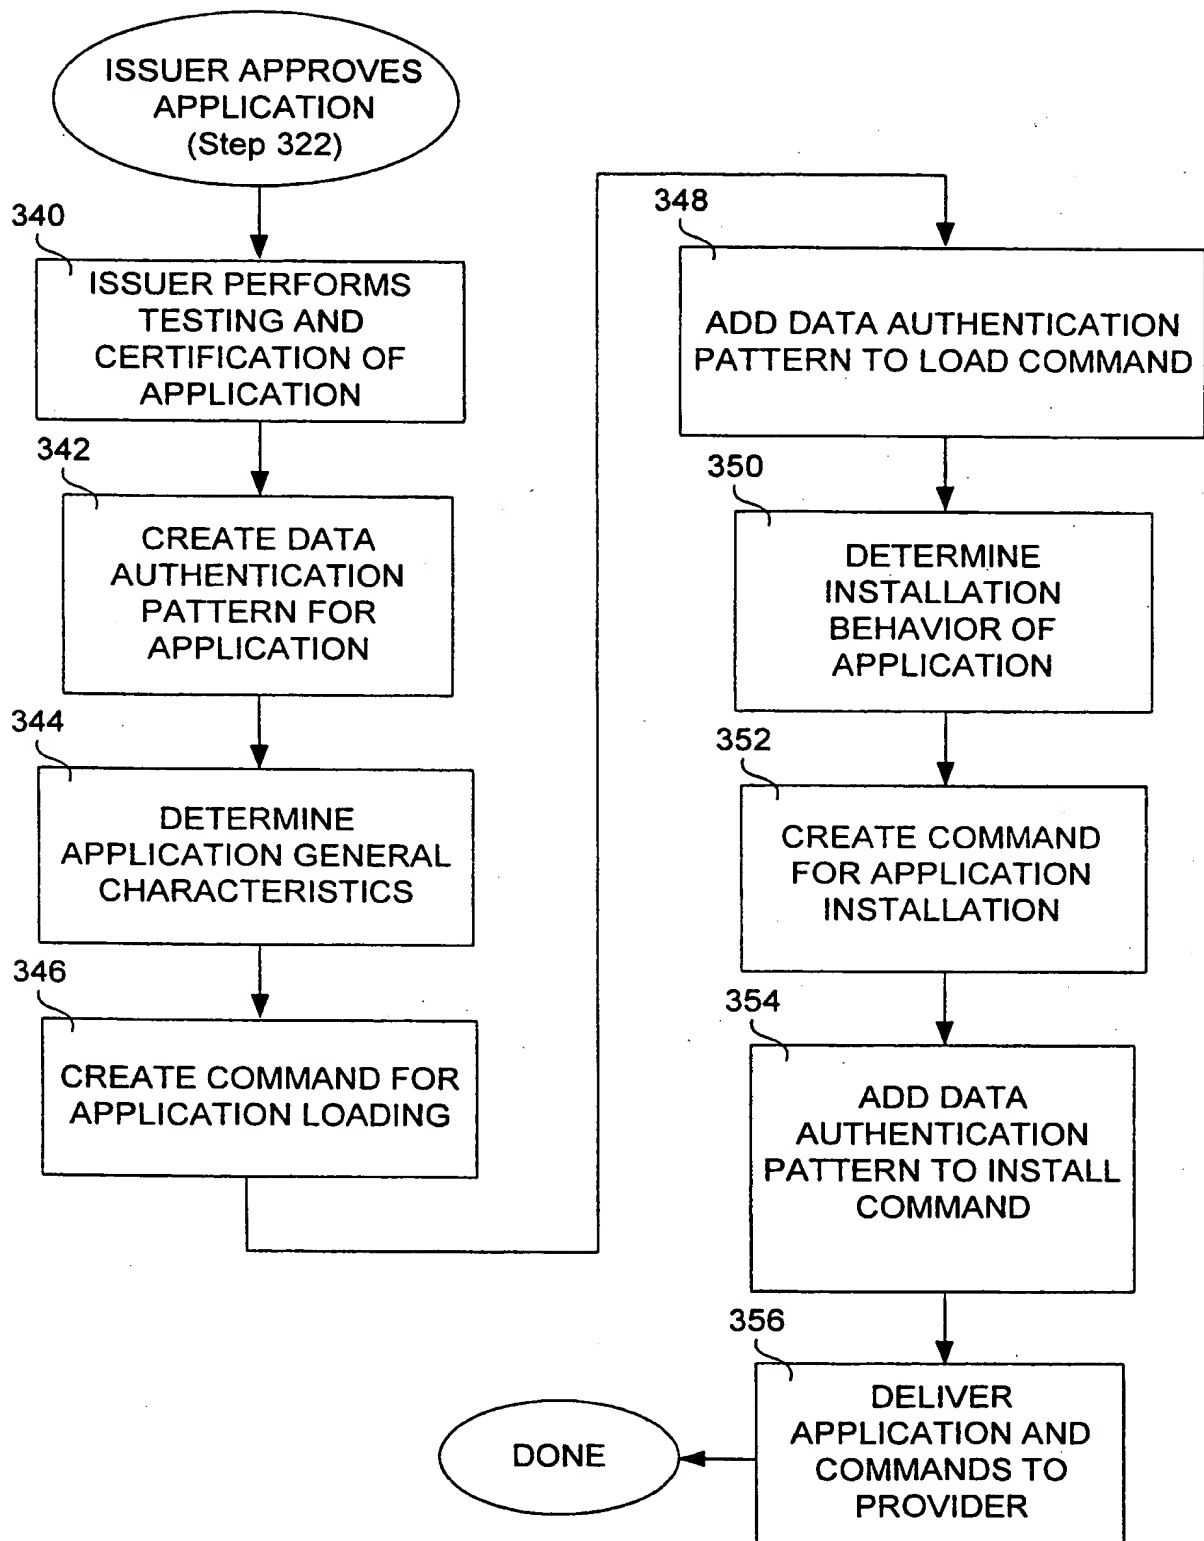 ISSUER APPROVES
APPLICATION
(Step 322)
340
ISSUER PERFORMS
TESTING AND
CERTIFICATION OF
APPLICATION
342
CREATE DATA
AUTHENTICATION
PATTERN FOR
APPLICATION
344
DETERMINE
APPLICATION GENERAL
CHARACTERISTICS
346
CREATE COMMAND FOR
APPLICATION LOADING
348
ADD DATA AUTHENTICATION
PATTERN TO LOAD COMMAND
350
DETERMINE
INSTALLATION
BEHAVIOR OF
APPLICATION
352
CREATE COMMAND
FOR APPLICATION
INSTALLATION
354
ADD DATA
AUTHENTICATION
PATTERN TO INSTALL
COMMAND
356
DELIVER
APPLICATION AND
COMMANDS TO
PROVIDER
DONE